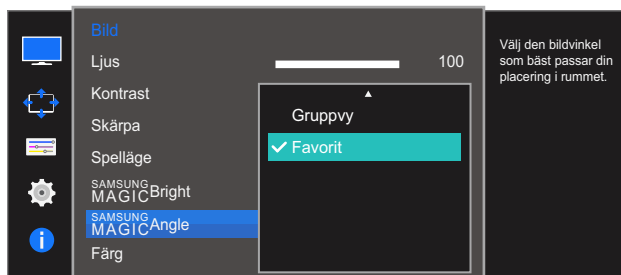 Bild
Ljus 100
Kontrast
Skärpa
Spelläge
SAMSUNG
MAGICBright
SAMSUNG
MAGICAngle
Färg
Gruppvy
Favorit
Välj den bildvinkel
som bäst passar din
placering i rummet.